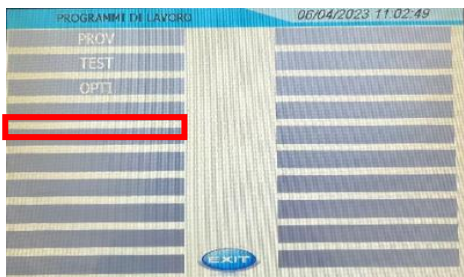 PROGRAMMI DI LAVORO 06/04/2023 11:02:49
PROV
TEST
OPTI
EXIT